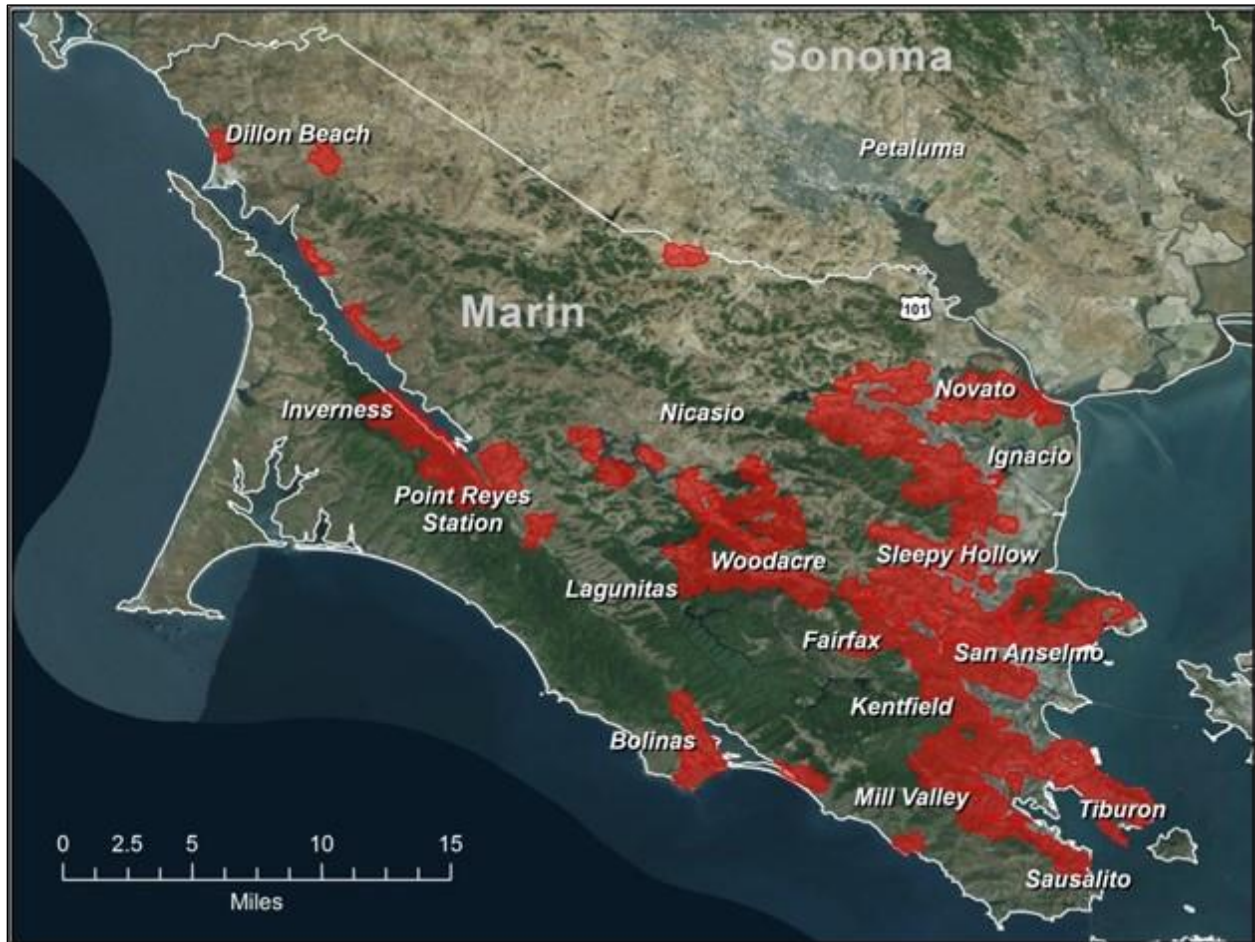 Sonoma
Dillon Beach
Petaluma
101
Marin
Novato
Inverness
Nicasio
Ignacio
Point Reyes
Station
Sleepy Hollow
Woodacre
Lagunitas
Fairfax
San Anselmo
Kentfield
Bolinas
Mill Valley
Tiburon
0 2.5 5 10 15
Sausalito
Miles